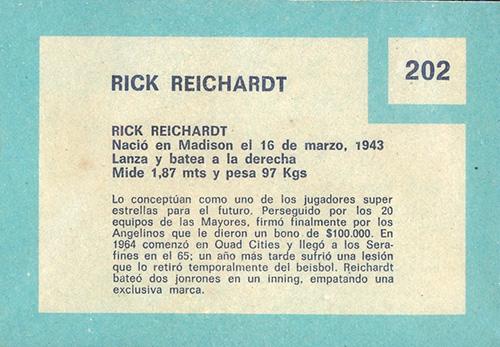 RICK REICHARDT
202
RICK REICHARDT
Nació en Madison el 16 de marzo, 1943
Lanza y batea a la derecha
Mide 1,87 mts y pesa 97 Kgs
Lo conceptúan como uno de los jugadores super
estrellas para el futuro. Perseguido por los 20
equipos de las Mayores, firmó finalmente por los
Angelinos que le dieron un bono de $100.000. En
1964 comenzó en Quad Cities y llegó a los Sera-
fines en el 65; un año más tarde sufrió una lesión
que lo retiró temporalmente del beisbol. Reichardt
bateó dos jonrones en un inning, empatando una
exclusiva marca.